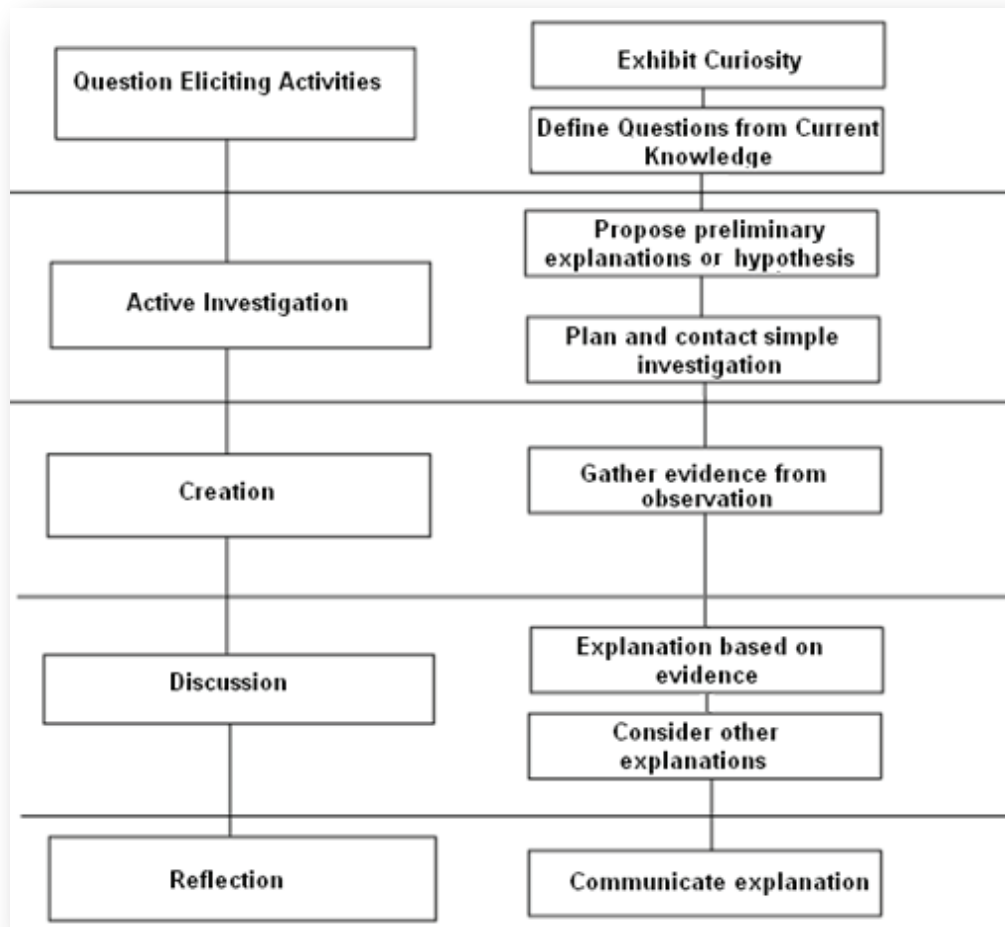 Question Eliciting Activities
Exhibit Curiosity
Define Questions from Current
Knowledge
Propose preliminary
explanations or hypothesis
Active Investigation
Plan and contact simple
investigation
Creation
Gather evidence from
observation
Discussion
Explanation based on
evidence
Consider other
explanations
Reflection
Communicate explanation